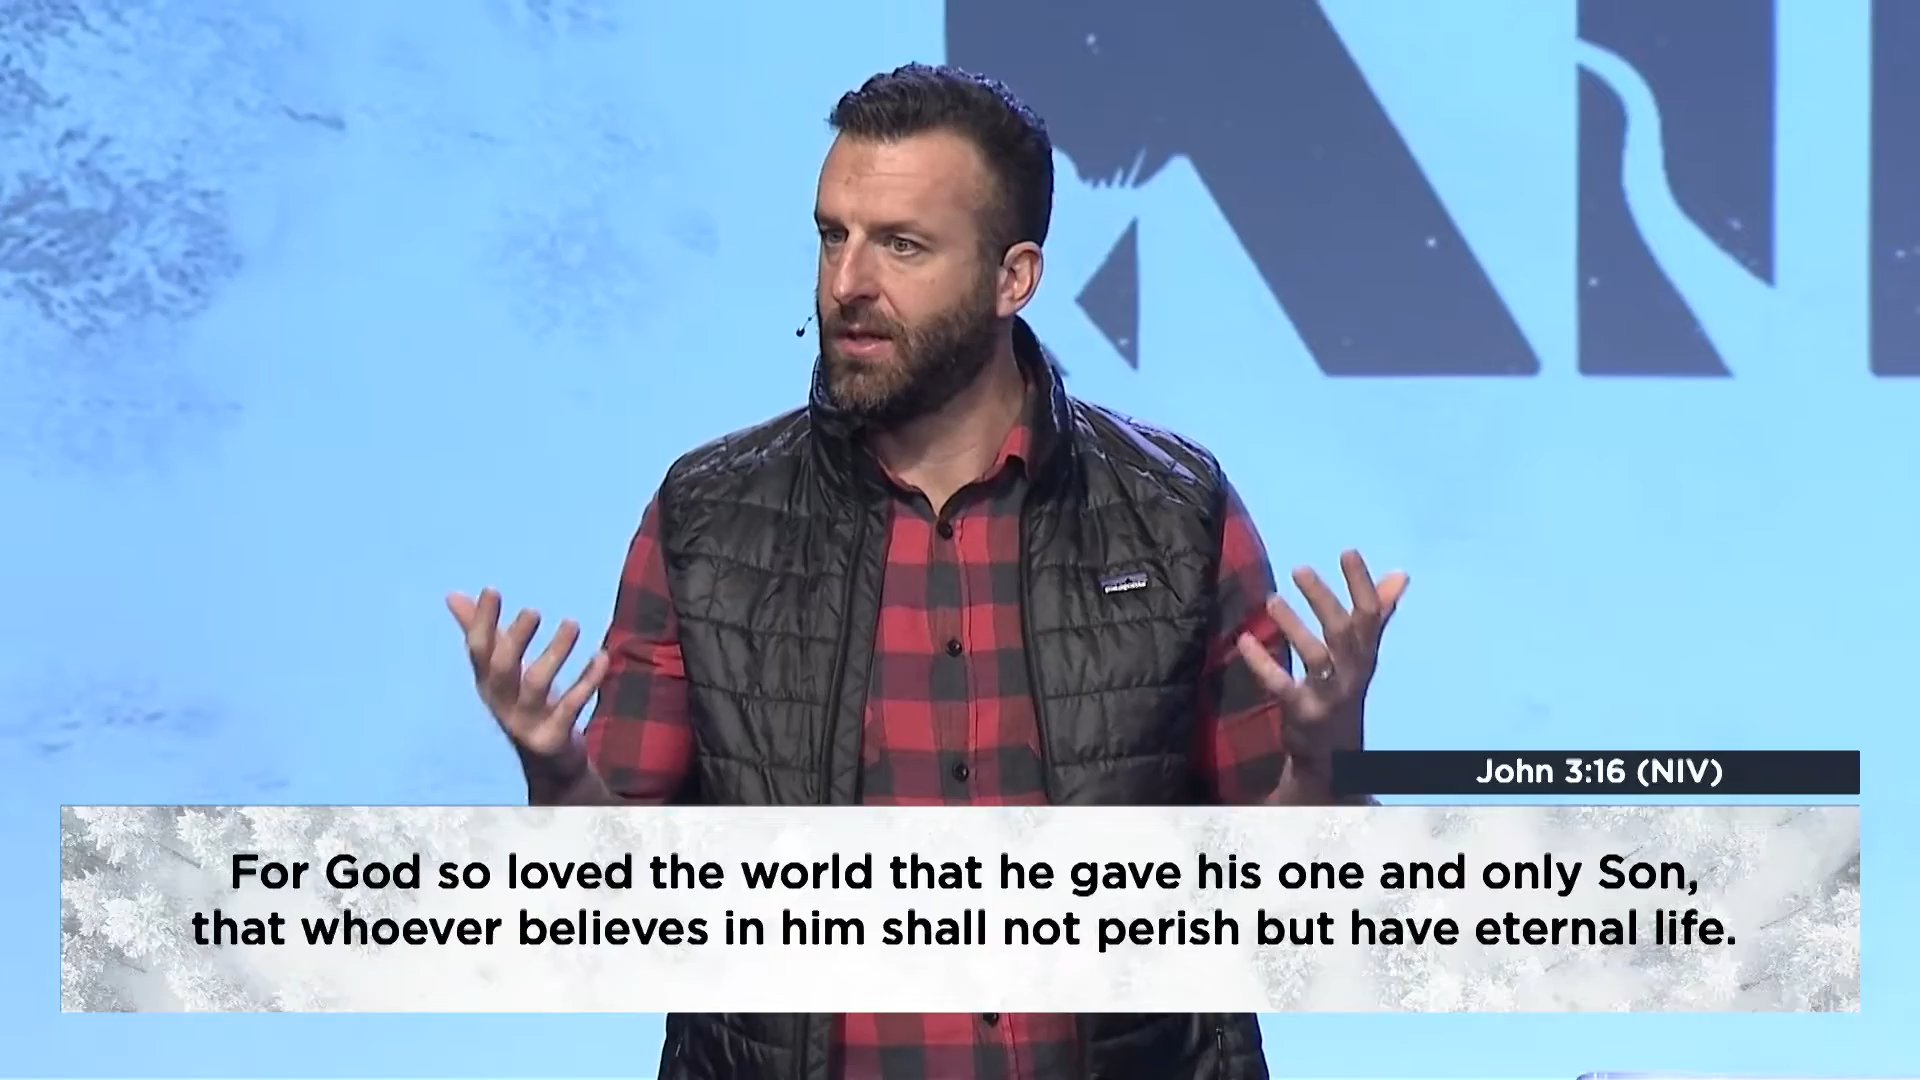 John 3:16 (NIV)
For God so loved the world that he gave his one and only Son,
that whoever believes in him shall not perish but have eternal life.